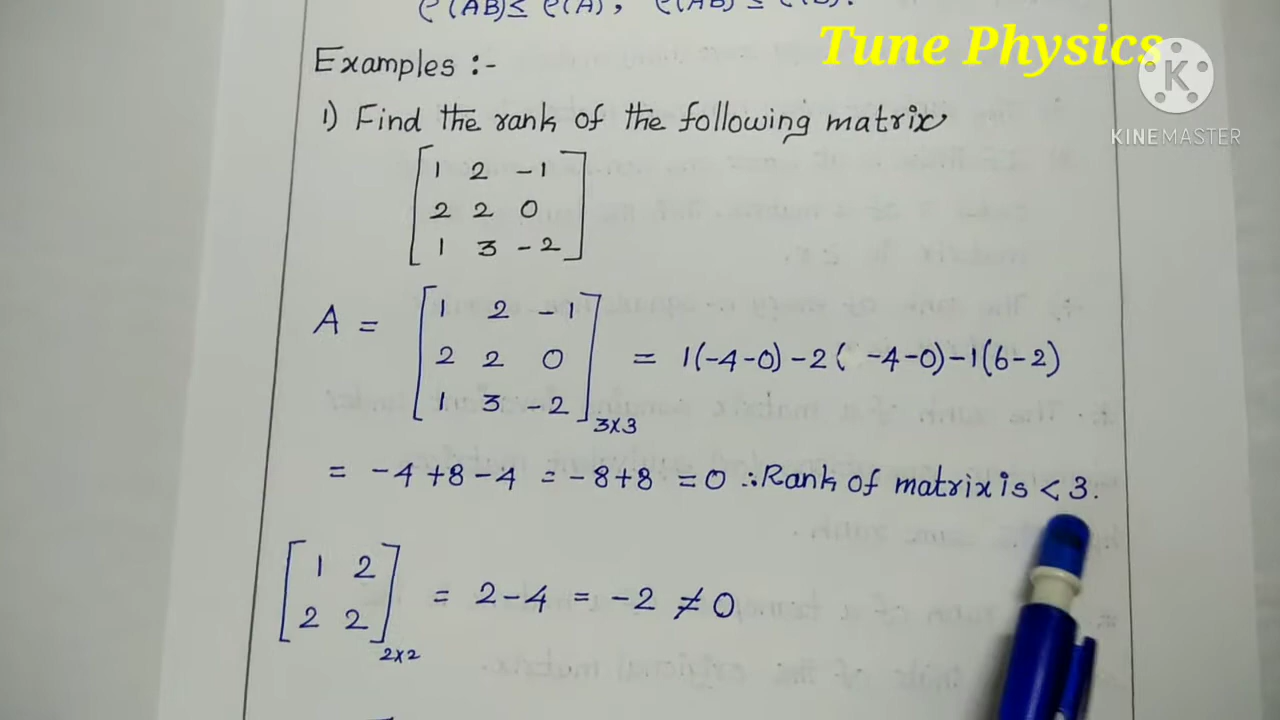 ρ(AB) ≤ ρ(A), ρ(AB) ≤
Tune Physics
K
KINEMASTER
Examples :-
1) Find the rank of the following matrix
1 2 -1
2 2 0
1 3 -2
A = [1 2 -1
2 2 0
1 3 -2]3x3 = 1(-4-0)-2( -4-0)-1(6-2)
= -4+8-4 = -8+8 = 0 ∴Rank of matrix is < 3.
[1 2
2 2]2x2 = 2-4 = -2 ≠ 0